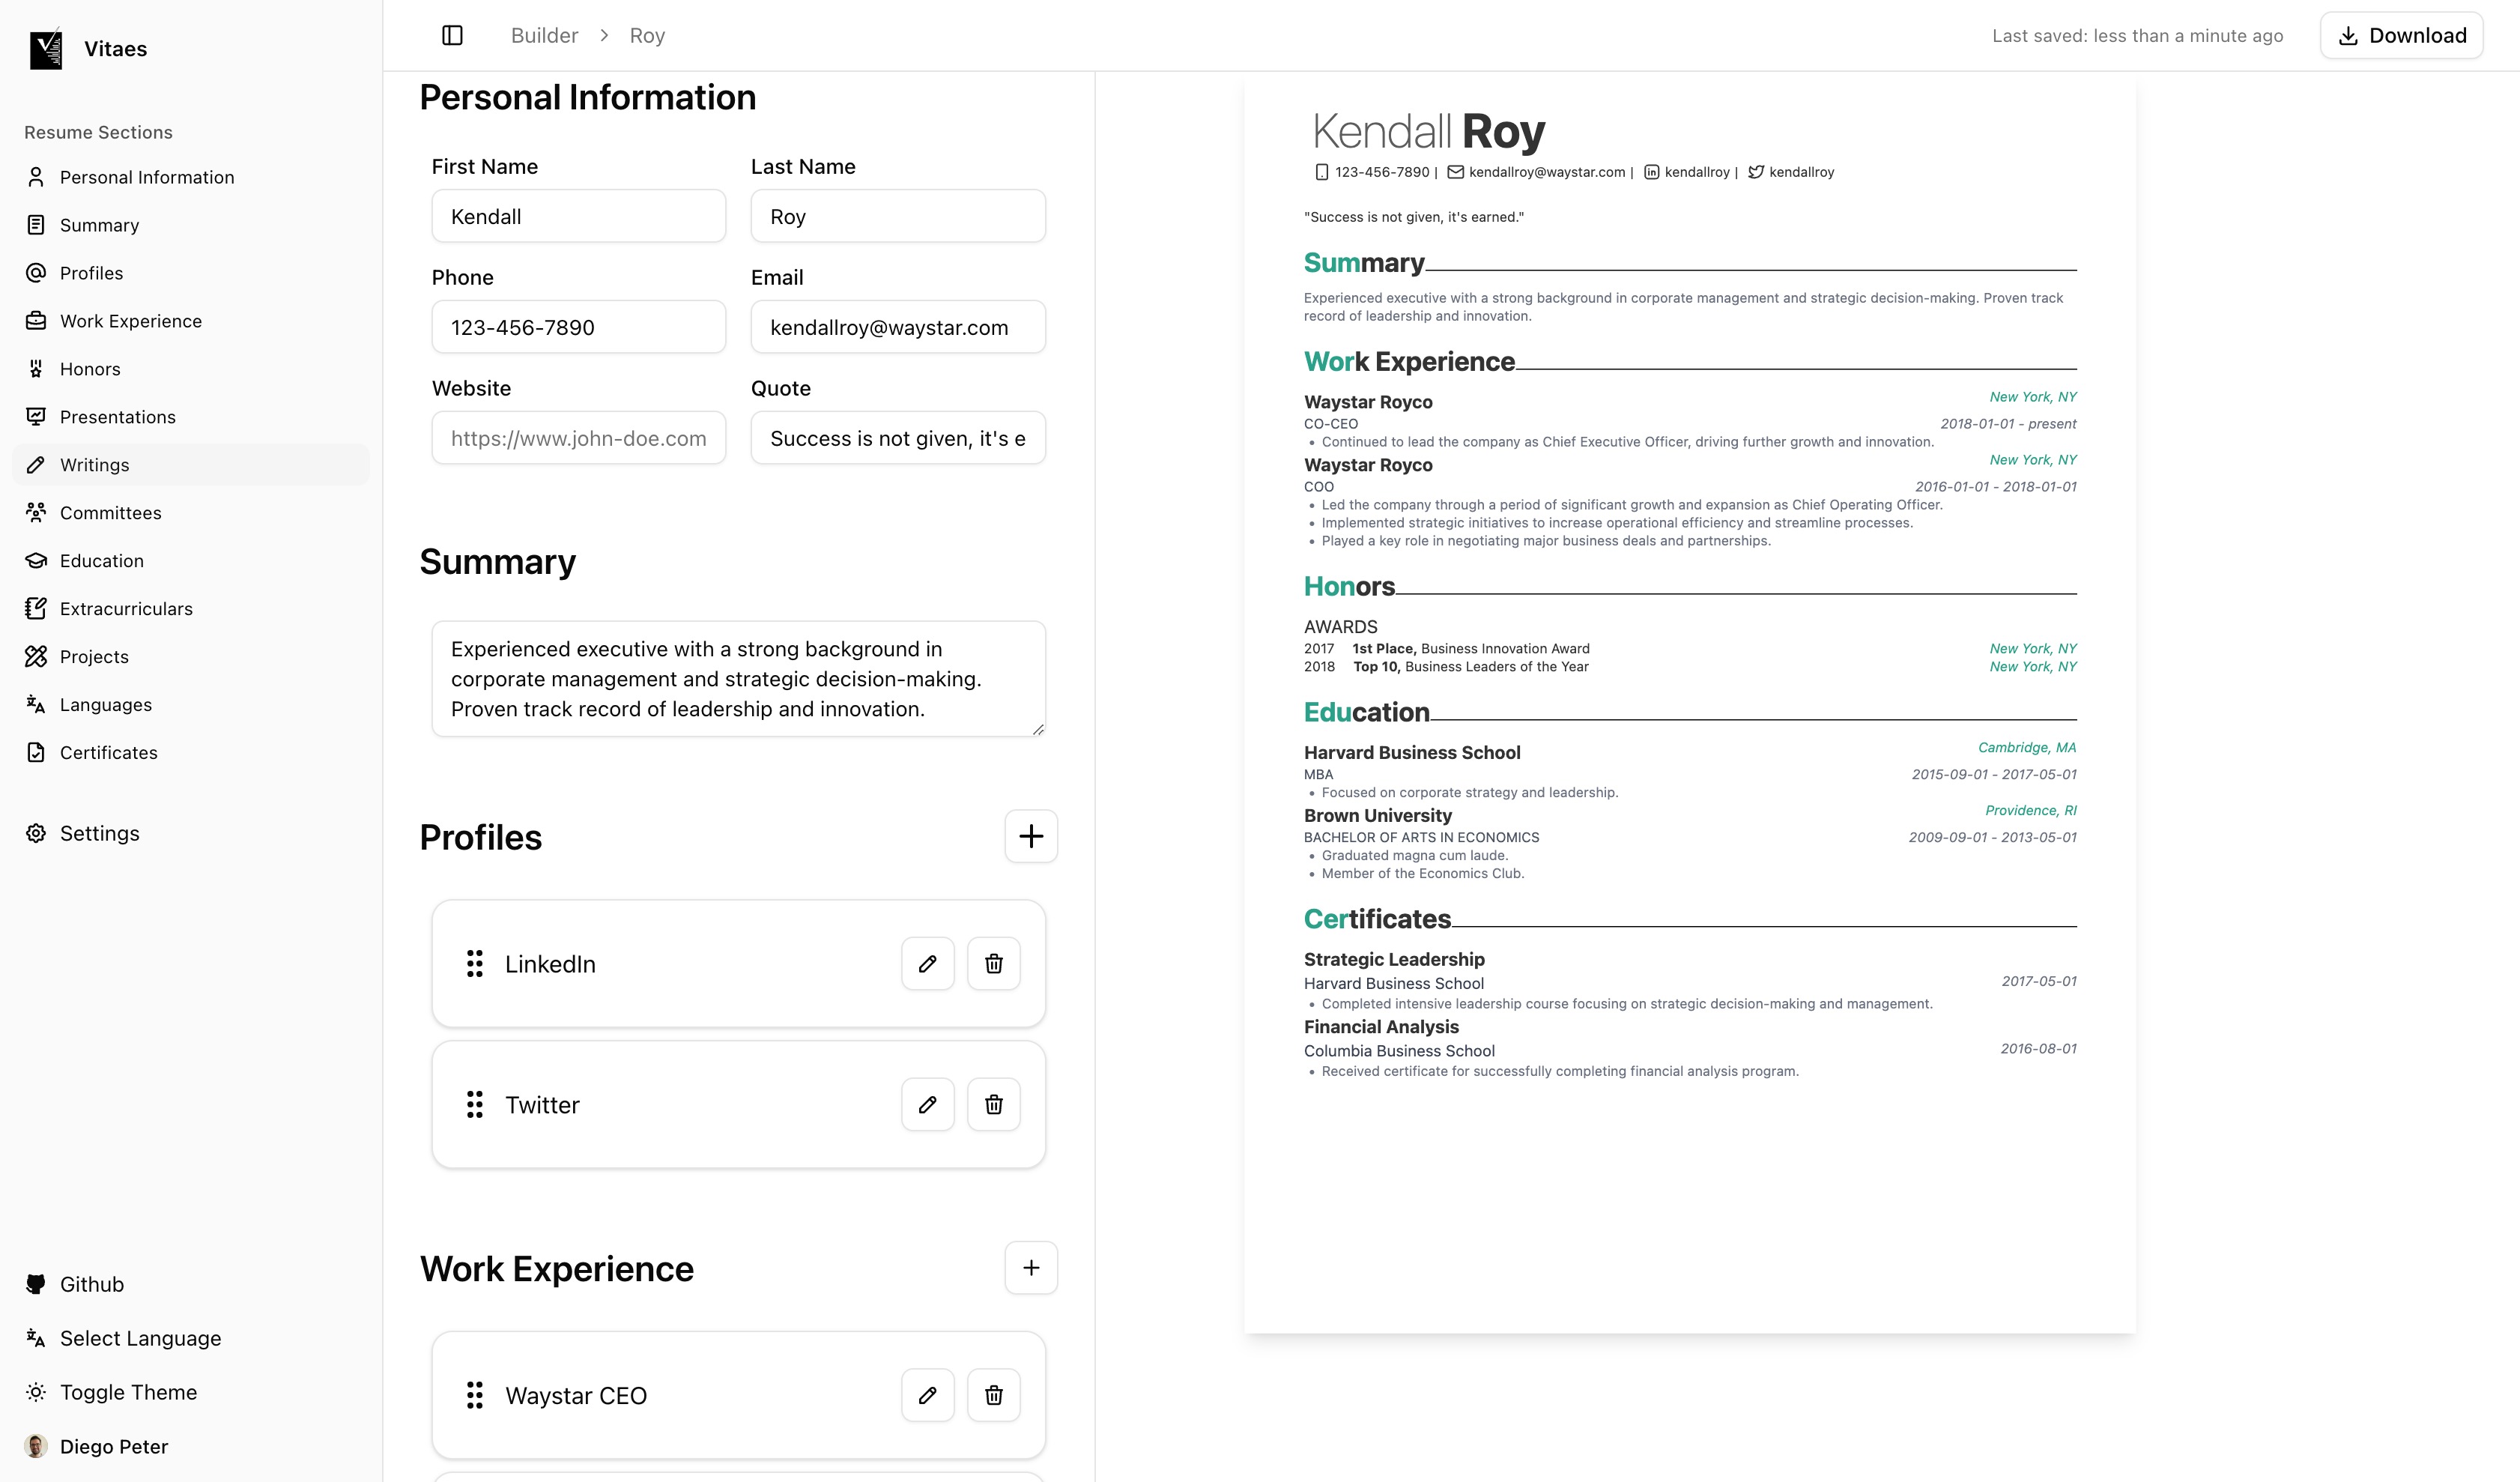 Vitaes
Builder > Roy
Last saved: less than a minute ago
Download
Resume Sections
Personal Information
Summary
Profiles
Work Experience
Honors
Presentations
Writings
Committees
Education
Extracurriculars
Projects
Languages
Certificates
Settings
Github
Select Language
Toggle Theme
Diego Peter
Personal Information
First Name
Last Name
Kendall
Roy
Phone
Email
123-456-7890
kendallroy@waystar.com
Website
Quote
https://www.john-doe.com
Success is not given, it's e
Summary
Experienced executive with a strong background in
corporate management and strategic decision-making.
Proven track record of leadership and innovation.
Profiles
LinkedIn
Twitter
Work Experience
Waystar CEO
Kendall Roy
123-456-7890 | kendallroy@waystar.com | kendallroy | kendallroy
"Success is not given, it's earned."
Summary
Experienced executive with a strong background in corporate management and strategic decision-making. Proven track
record of leadership and innovation.
Work Experience
Waystar Royco New York, NY
CO-CEO 2018-01-01 - present
• Continued to lead the company as Chief Executive Officer, driving further growth and innovation.
Waystar Royco New York, NY
COO 2016-01-01 - 2018-01-01
• Led the company through a period of significant growth and expansion as Chief Operating Officer.
• Implemented strategic initiatives to increase operational efficiency and streamline processes.
• Played a key role in negotiating major business deals and partnerships.
Honors
AWARDS
2017 1st Place, Business Innovation Award New York, NY
2018 Top 10, Business Leaders of the Year New York, NY
Education
Harvard Business School Cambridge, MA
MBA 2015-09-01 - 2017-05-01
• Focused on corporate strategy and leadership.
Brown University Providence, RI
BACHELOR OF ARTS IN ECONOMICS 2009-09-01 - 2013-05-01
• Graduated magna cum laude.
• Member of the Economics Club.
Certificates
Strategic Leadership
Harvard Business School 2017-05-01
• Completed intensive leadership course focusing on strategic decision-making and management.
Financial Analysis
Columbia Business School 2016-08-01
• Received certificate for successfully completing financial analysis program.